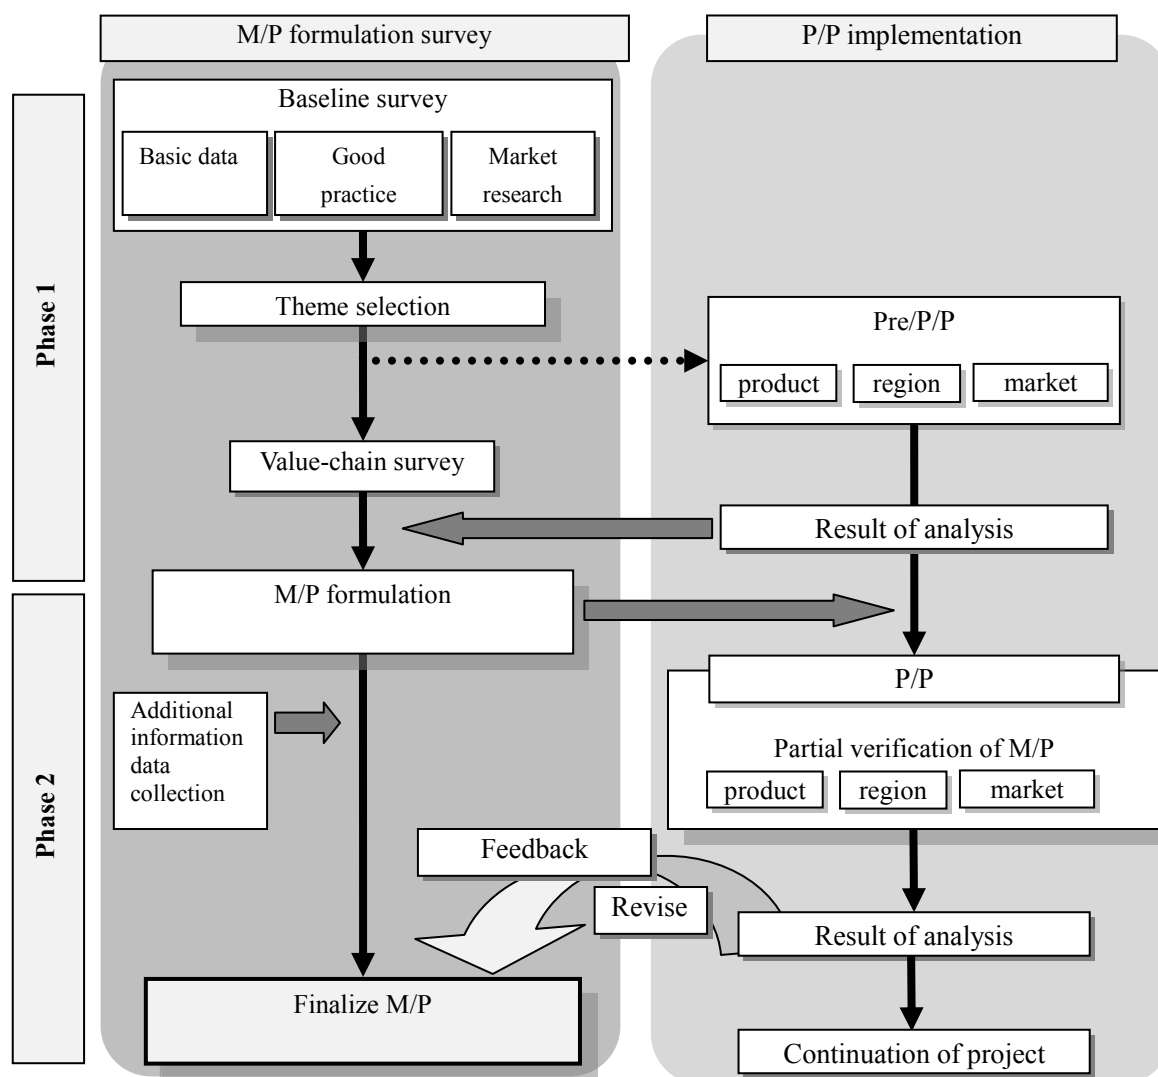 M/P formulation survey
P/P implementation
Phase 1
Baseline survey
Basic data
Good
practice
Market
research
Theme selection
Pre/P/P
product
region
market
Value-chain survey
Result of analysis
M/P formulation
Phase 2
P/P
Partial verification of M/P
product
region
market
Additional
information
data
collection
Feedback
Revise
Result of analysis
Finalize M/P
Continuation of project